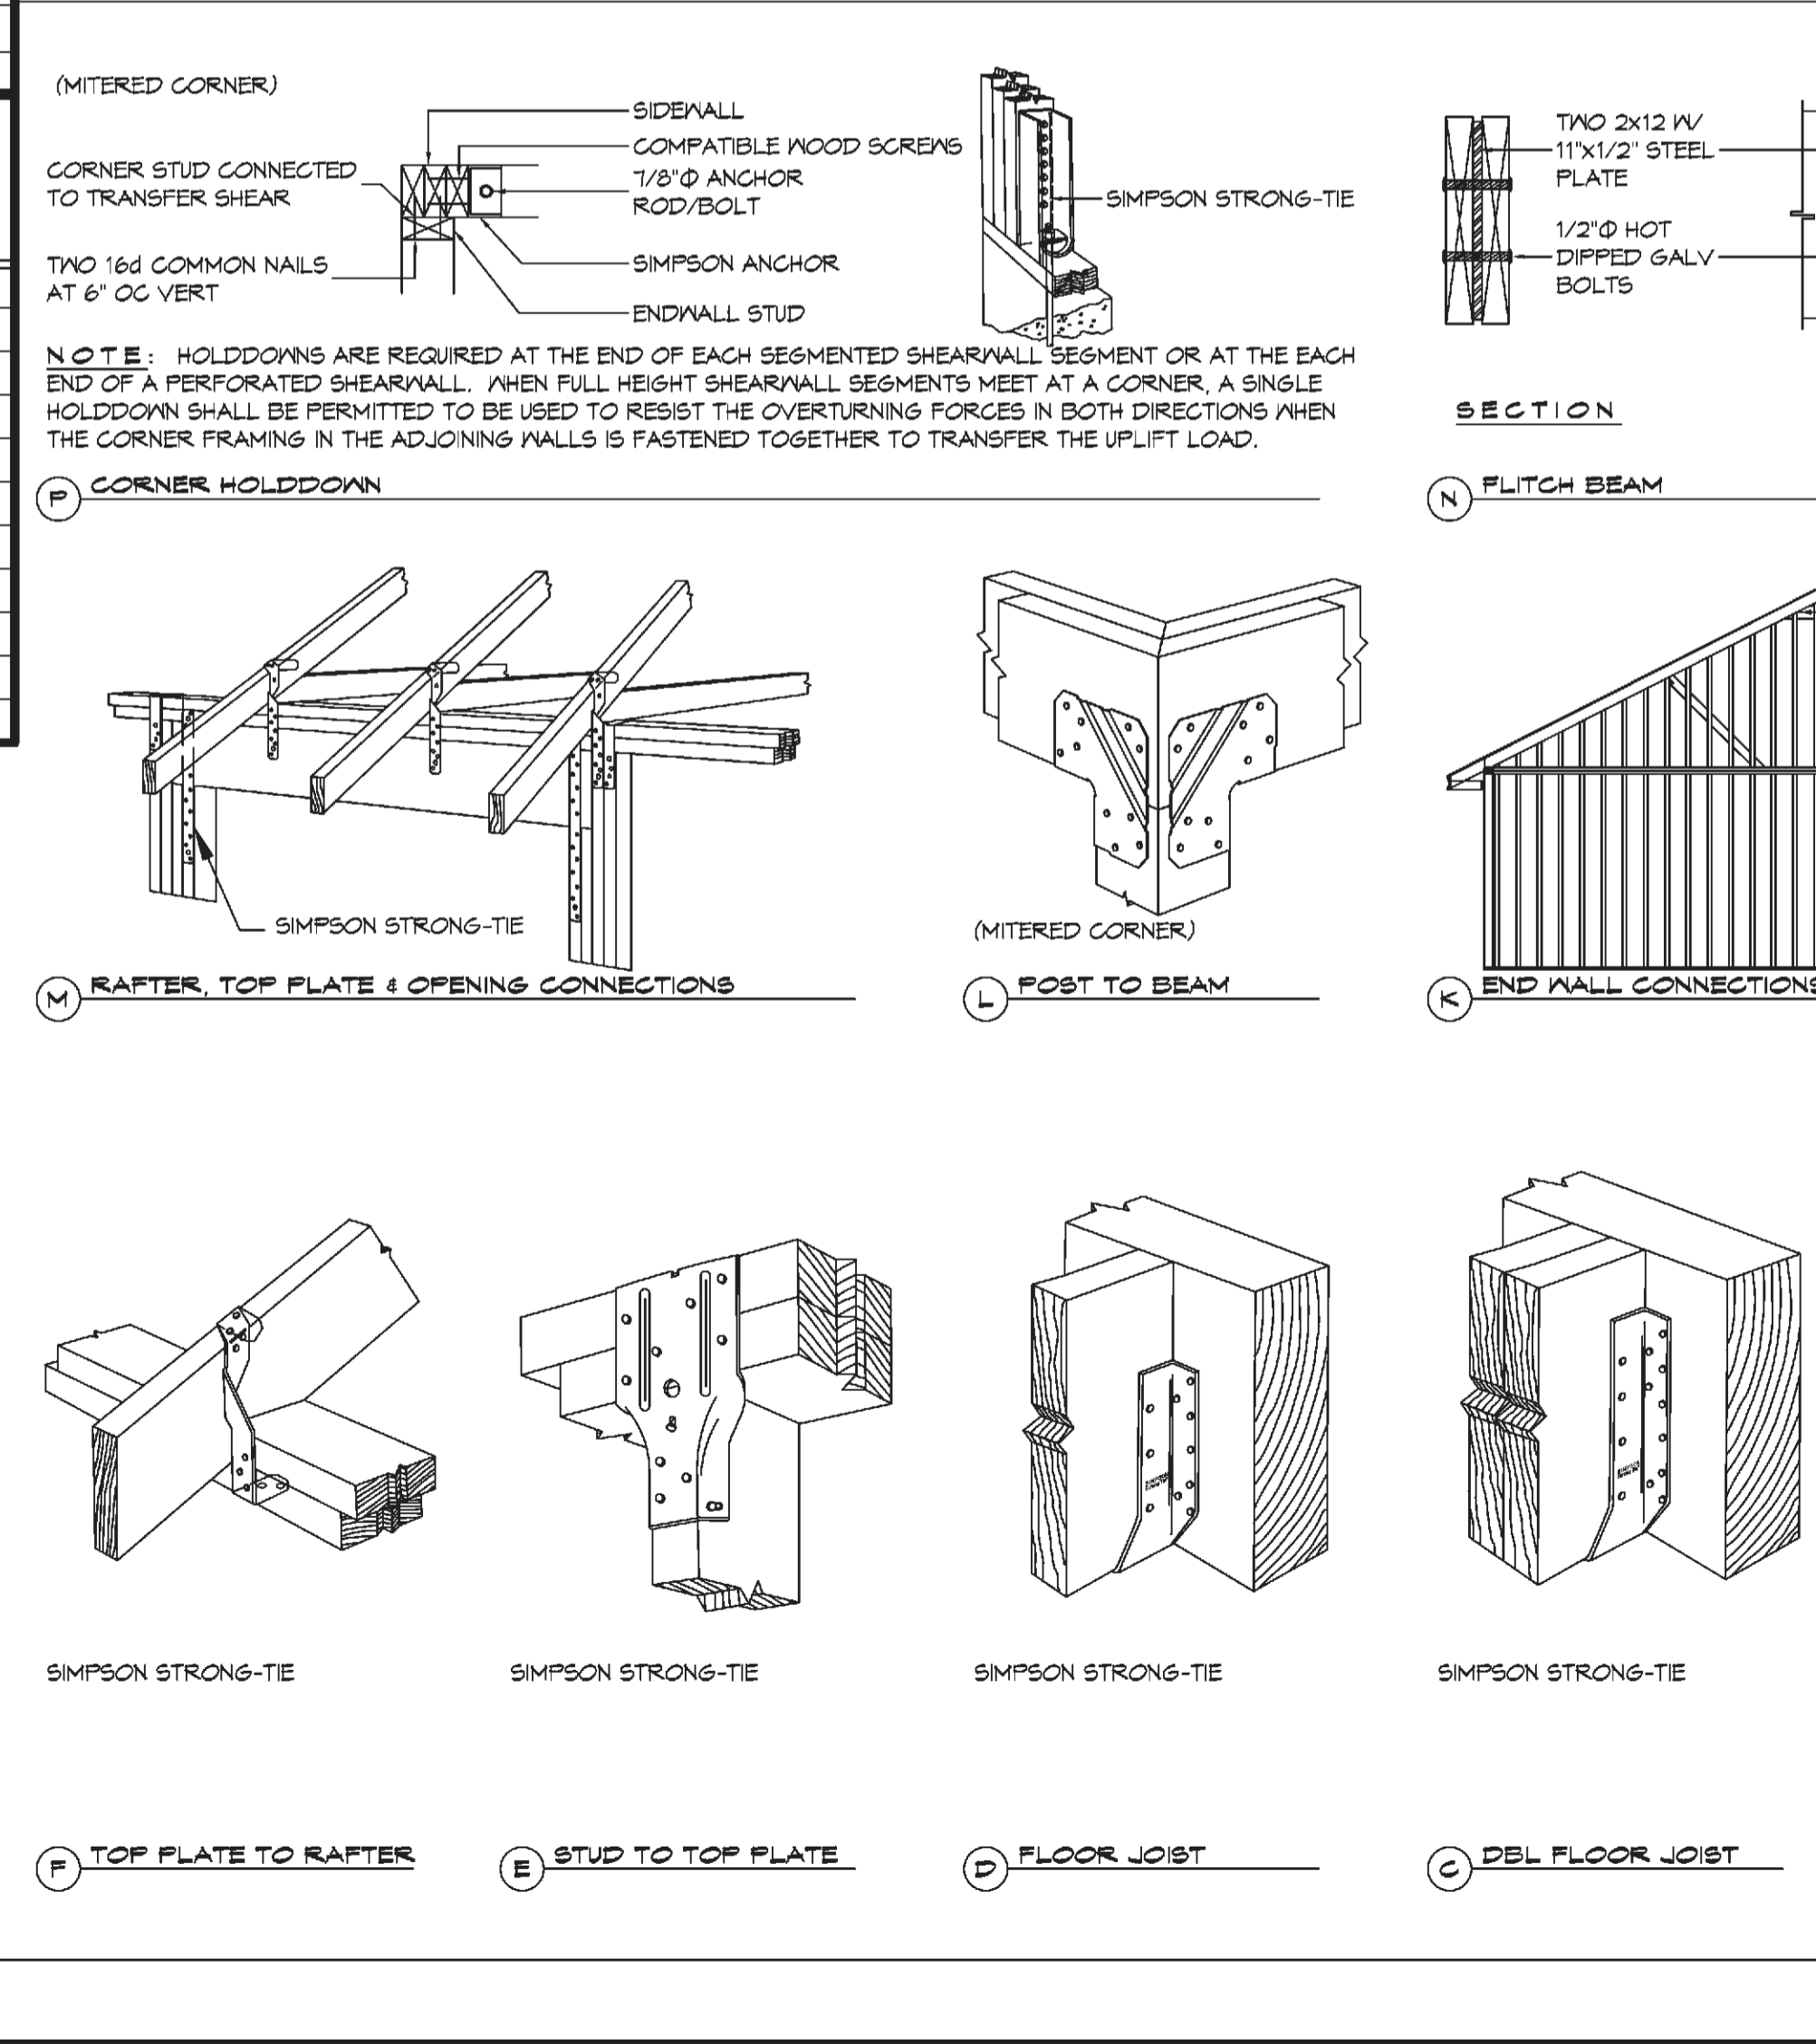 (MITERED CORNER)
SIDEWALL
COMPATIBLE WOOD SCREWS
7/8"Φ ANCHOR
ROD/BOLT
CORNER STUD CONNECTED
TO TRANSFER SHEAR
TWO 16d COMMON NAILS
AT 6" OC VERT
SIMPSON ANCHOR
ENDWALL STUD
SIMPSON STRONG-TIE
NOTE: HOLDDOWNS ARE REQUIRED AT THE END OF EACH SEGMENTED SHEARWALL SEGMENT OR AT THE EACH
END OF A PERFORATED SHEARWALL. WHEN FULL HEIGHT SHEARWALL SEGMENTS MEET AT A CORNER, A SINGLE
HOLDDOWN SHALL BE PERMITTED TO BE USED TO RESIST THE OVERTURNING FORCES IN BOTH DIRECTIONS WHEN
THE CORNER FRAMING IN THE ADJOINING WALLS IS FASTENED TOGETHER TO TRANSFER THE UPLIFT LOAD.
P CORNER HOLDDOWN
TWO 2x12 W/
11"x1/2" STEEL
PLATE
1/2"Φ HOT
DIPPED GALV
BOLTS
SECTION
N FLITCH BEAM
SIMPSON STRONG-TIE
M RAFTER, TOP PLATE & OPENING CONNECTIONS
(MITERED CORNER)
L POST TO BEAM
K END WALL CONNECTIONS
SIMPSON STRONG-TIE
F TOP PLATE TO RAFTER
SIMPSON STRONG-TIE
E STUD TO TOP PLATE
SIMPSON STRONG-TIE
D FLOOR JOIST
SIMPSON STRONG-TIE
C DBL FLOOR JOIST